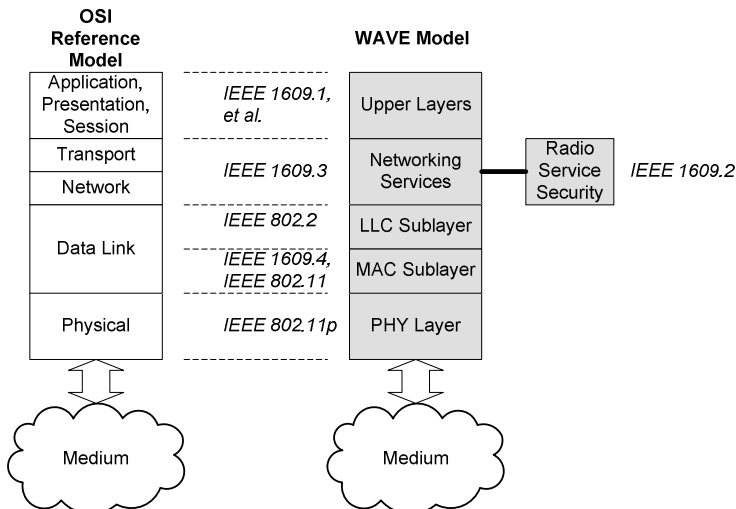 OSI
Reference
Model
WAVE Model
Application,
Presentation,
Session
IEEE 1609.1,
et al.
Upper Layers
Transport
Network
IEEE 1609.3
Networking
Services
Radio
Service
Security
IEEE 1609.2
Data Link
IEEE 802.2
LLC Sublayer
IEEE 1609.4,
IEEE 802.11
MAC Sublayer
Physical
IEEE 802.11p
PHY Layer
Medium
Medium